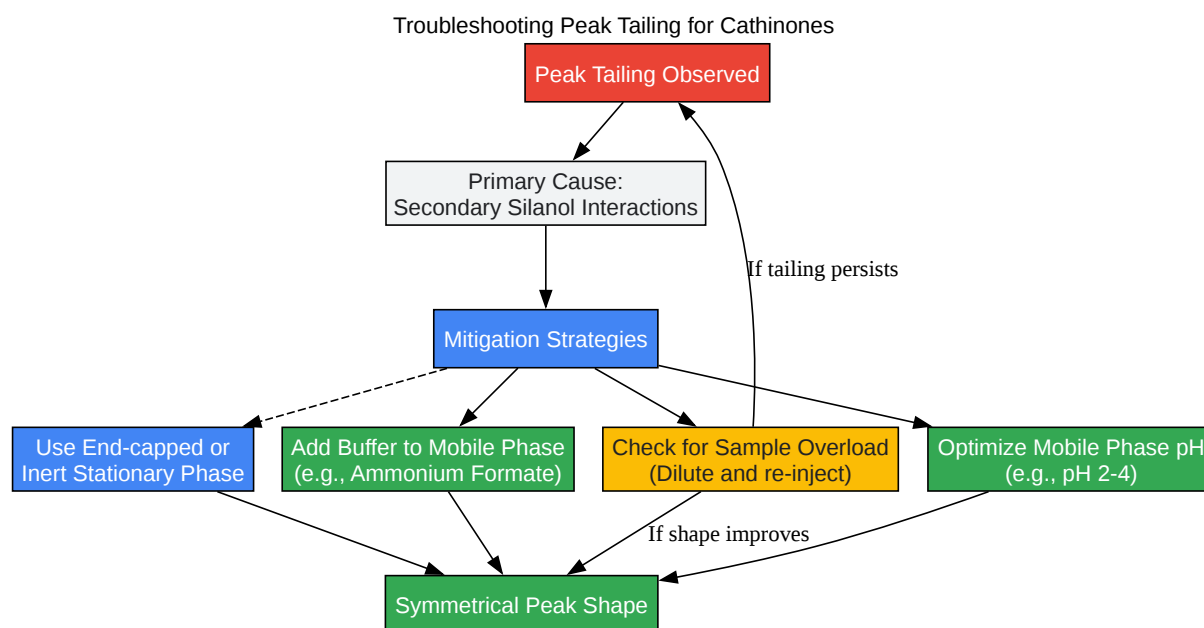 Troubleshooting Peak Tailing for Cathinones
Peak Tailing Observed
Primary Cause:
Secondary Silanol Interactions
If tailing persists
Mitigation Strategies
Use End-capped or
Inert Stationary Phase
Add Buffer to Mobile Phase
(e.g., Ammonium Formate)
Check for Sample Overload
(Dilute and re-inject)
Optimize Mobile Phase pH
(e.g., pH 2-4)
If shape improves
Symmetrical Peak Shape